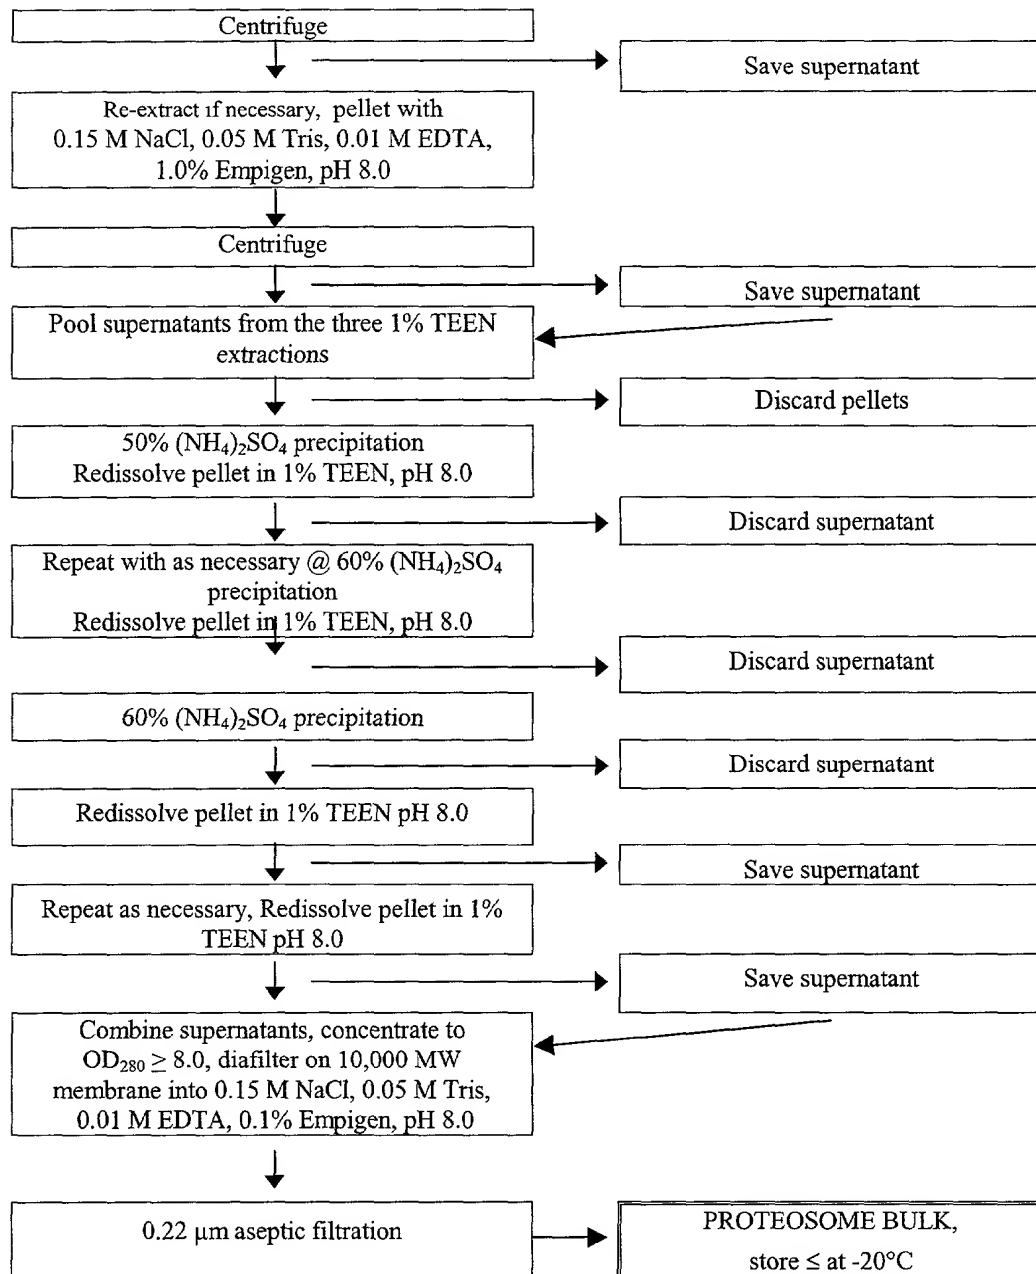 Centrifuge
Save supernatant
Re-extract if necessary, pellet with
0.15 M NaCl, 0.05 M Tris, 0.01 M EDTA,
1.0% Empigen, pH 8.0
Centrifuge
Save supernatant
Pool supernatants from the three 1% TEEN
extractions
Discard pellets
50% (NH₄)₂SO₄ precipitation
Redissolve pellet in 1% TEEN, pH 8.0
Discard supernatant
Repeat with as necessary @ 60% (NH₄)₂SO₄
precipitation
Redissolve pellet in 1% TEEN, pH 8.0
Discard supernatant
60% (NH₄)₂SO₄ precipitation
Discard supernatant
Redissolve pellet in 1% TEEN pH 8.0
Save supernatant
Repeat as necessary, Redissolve pellet in 1%
TEEN pH 8.0
Save supernatant
Combine supernatants, concentrate to
OD₂₈₀ ≥ 8.0, diafilter on 10,000 MW
membrane into 0.15 M NaCl, 0.05 M Tris,
0.01 M EDTA, 0.1% Empigen, pH 8.0
0.22 µm aseptic filtration
PROTEOSOME BULK,
store ≤ at -20°C